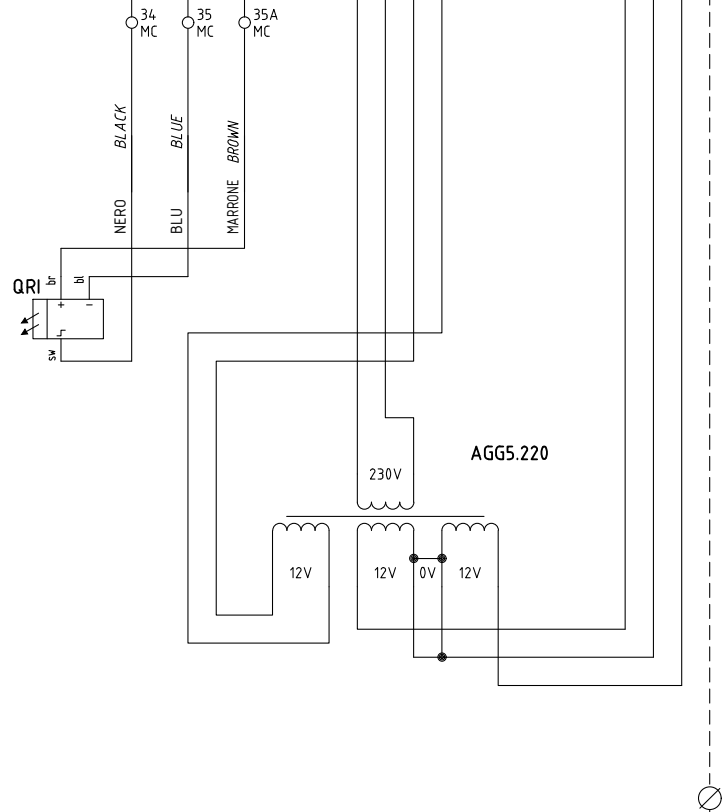 34
MC
35
MC
35A
MC
BLACK
BLUE
BROWN
NERO
BLU
MARRONE
QRI
br
bl
+
−
sw
AGG5.220
230V
12V
12V
0V
12V